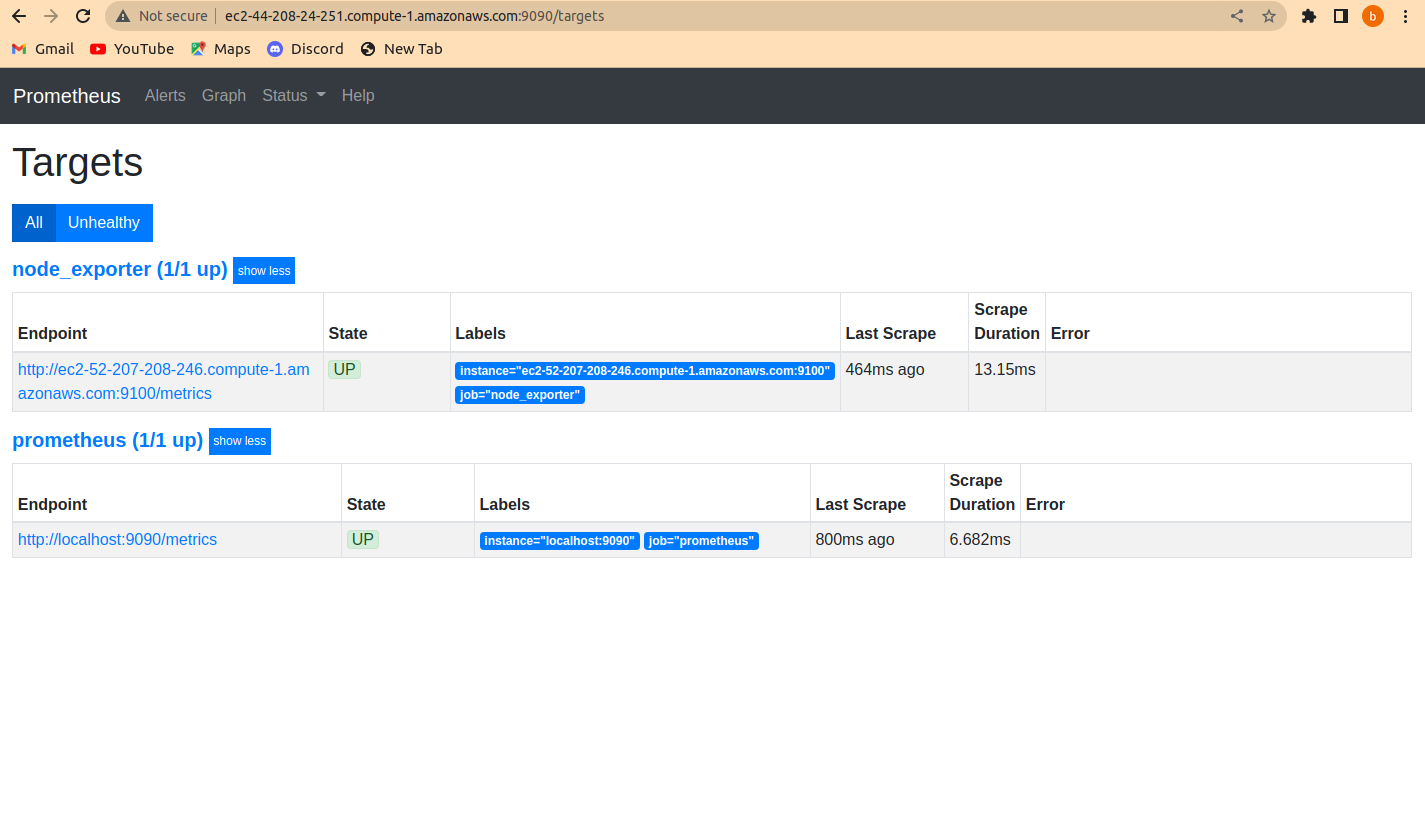 Not secure ec2-44-208-24-251.compute-1.amazonaws.com:9090/targets
b
Gmail YouTube Maps Discord New Tab
Prometheus Alerts Graph Status Help
Targets
All Unhealthy
node_exporter (1/1 up) show less
Endpoint State Labels Last Scrape Scrape Duration Error
http://ec2-52-207-208-246.compute-1.am UP instance="ec2-52-207-208-246.compute-1.amazonaws.com:9100" 464ms ago 13.15ms
azonaws.com:9100/metrics job="node_exporter"
prometheus (1/1 up) show less
Endpoint State Labels Last Scrape Scrape Duration Error
http://localhost:9090/metrics UP instance="localhost:9090" job="prometheus" 800ms ago 6.682ms